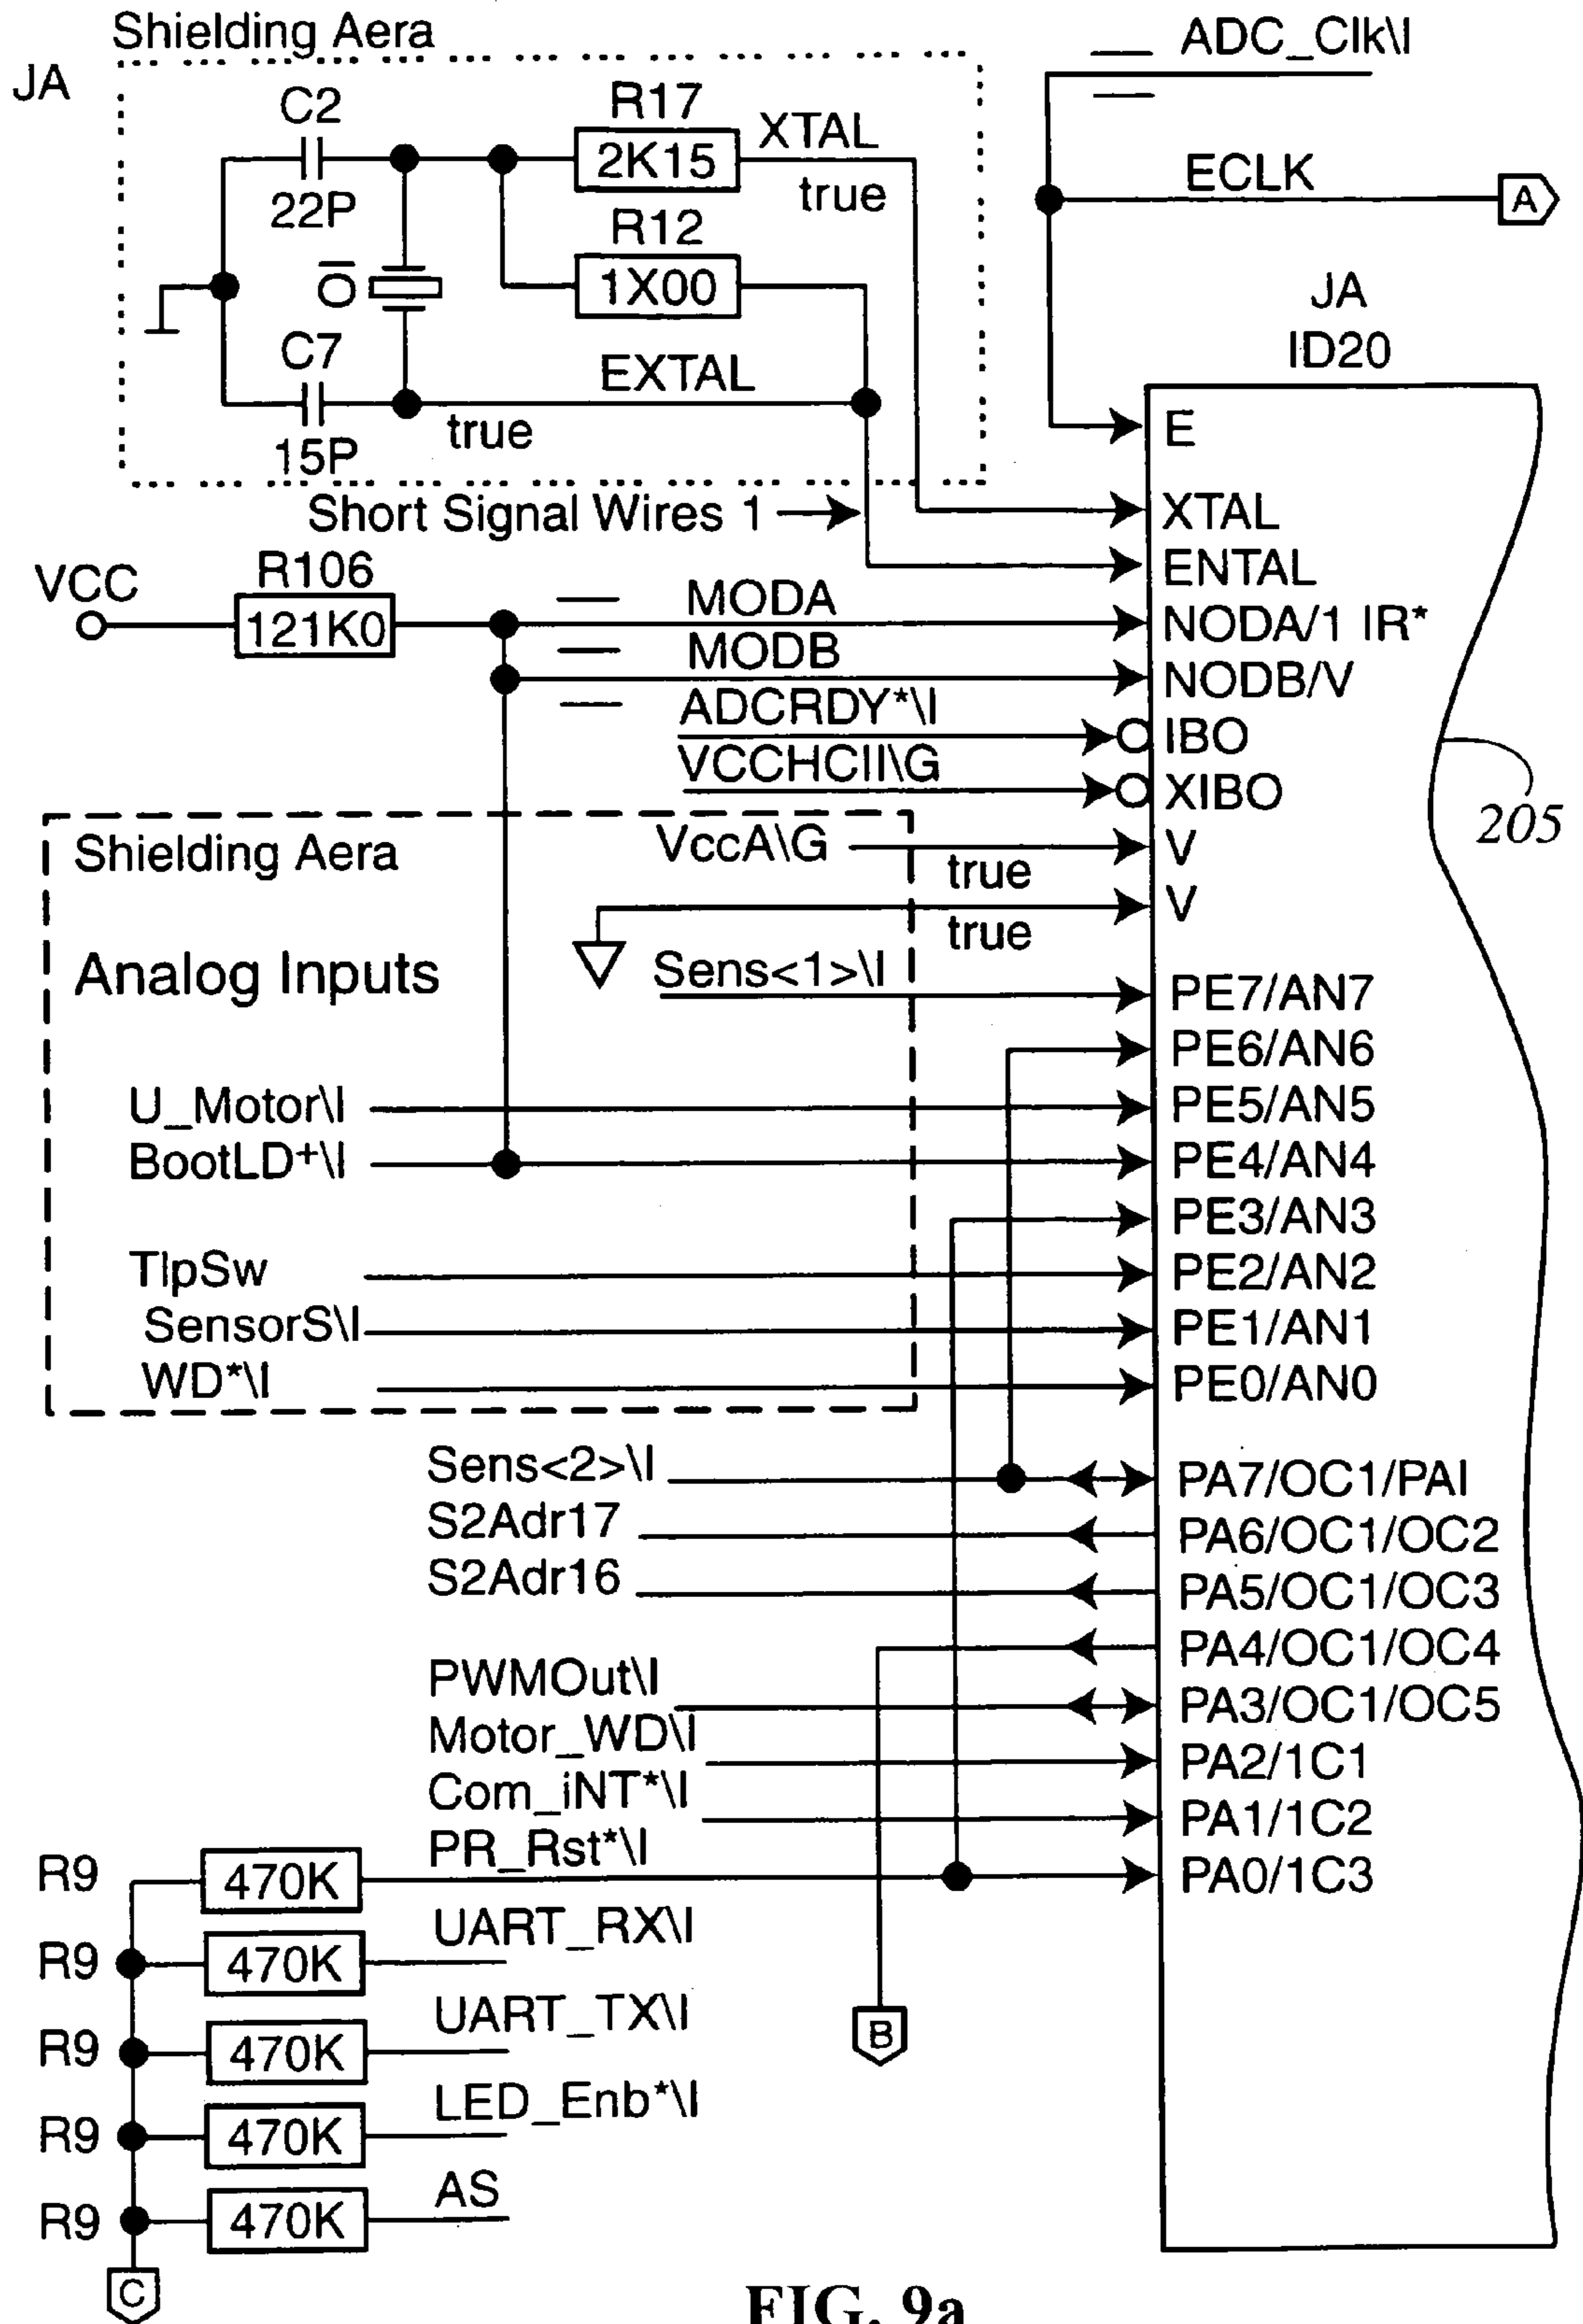 Shielding Aera
JA
C2
22P
R17
2K15
XTAL
true
R12
1X00
O
C7
15P
EXTAL
true
Short Signal Wires 1
ADC_Clk\I
ECLK
A
JA
ID20
205
VCC
R106
121K0
MODA
MODB
ADCRDY*\I
VCCHCII\G
Shielding Aera
VccA\G
true
true
Analog Inputs
Sens<1>\I
U_Motor\I
BootLD+\I
TlpSw
SensorS\I
WD*\I
Sens<2>\I
S2Adr17
S2Adr16
PWMOut\I
Motor_WD\I
Com_iNT*\I
PR_Rst*\I
E
XTAL
ENTAL
NODA/1 IR*
NODB/V
IBO
XIBO
V
V
PE7/AN7
PE6/AN6
PE5/AN5
PE4/AN4
PE3/AN3
PE2/AN2
PE1/AN1
PE0/AN0
PA7/OC1/PAI
PA6/OC1/OC2
PA5/OC1/OC3
PA4/OC1/OC4
PA3/OC1/OC5
PA2/1C1
PA1/1C2
PA0/1C3
R9 470K
R9 470K UART_RX\I
R9 470K UART_TX\I
R9 470K LED_Enb*\I
R9 470K AS
B
C
FIG. 9a